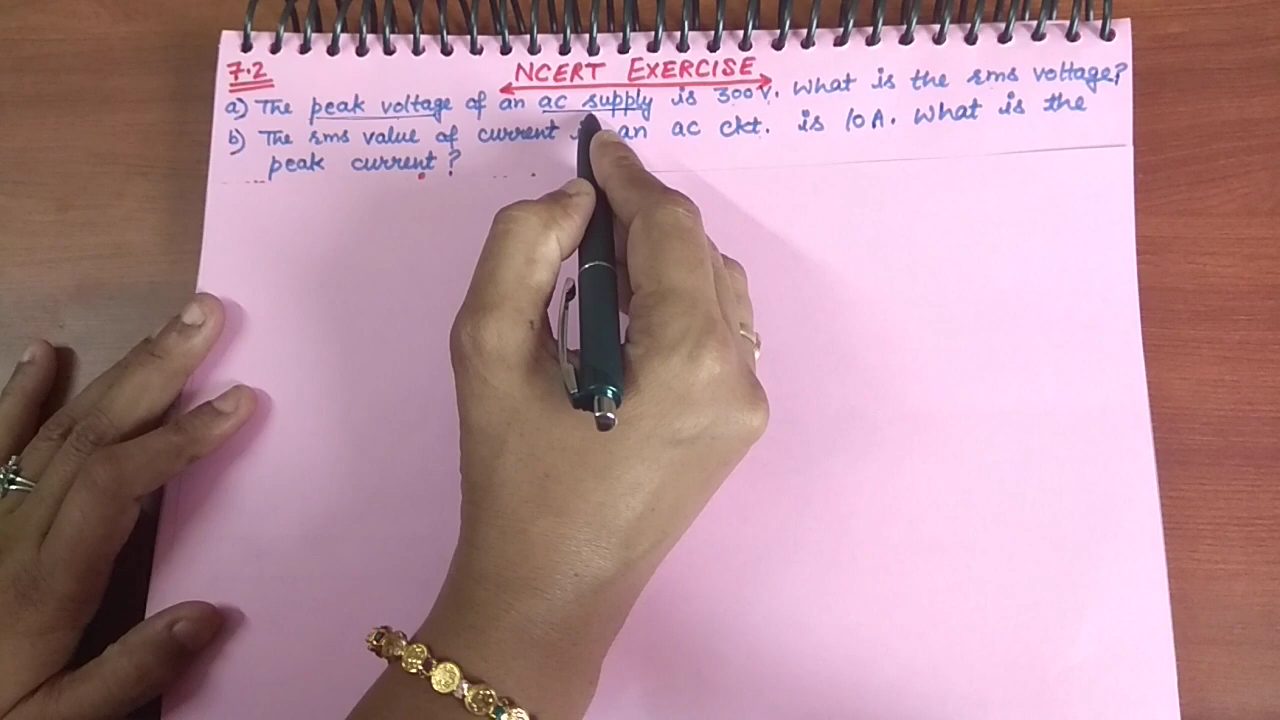 7.2
NCERT EXERCISE
a) The peak voltage of an ac supply is 300V. What is the rms voltage?
b) The rms value of current an ac ckt. is 10A. What is the
peak current?